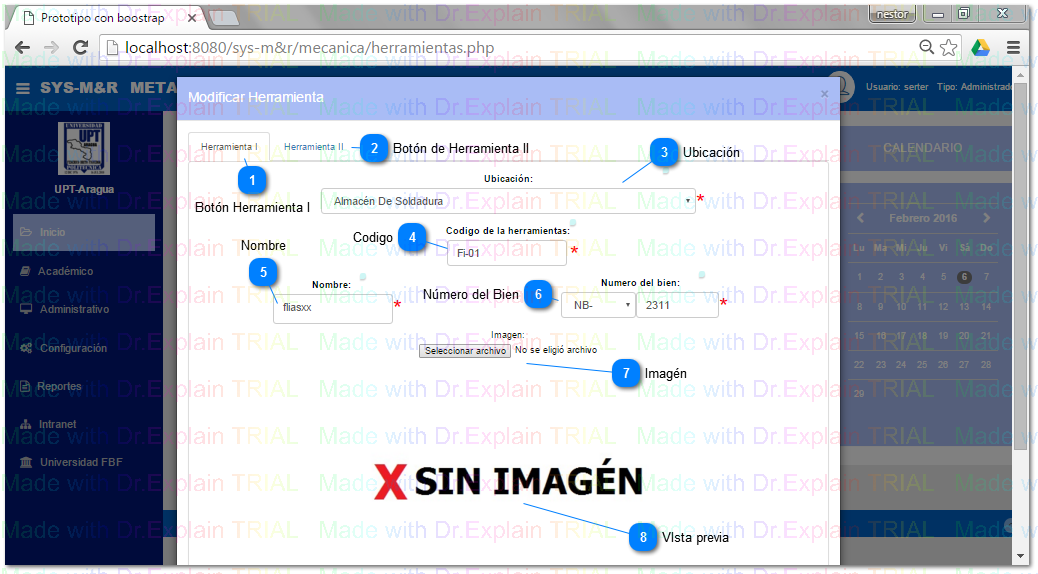 Prototipo con boostrap
nestor
localhost:8080/sys-m&r/mecanica/herramientas.php
SYS-M&R META
Usuario: serter Tipo: Administrado
Modificar Herramienta
×
UPT-Aragua
Inicio
Académico
Administrativo
Configuración
Reportes
Intranet
Universidad FBF
Herramienta I
Herramienta II
2 Botón de Herramienta II
3 Ubicación
1
Botón Herramienta I
Ubicación:
Almacén De Soldadura
*
Codigo 4
Codigo de la herramientas:
Fi-01
*
Nombre
5
Nombre:
fliasxx
*
Número del Bien 6
Numero del bien:
NB-
2311
*
Imagen:
Seleccionar archivo No se eligió archivo
7 Imagén
X SIN IMAGÉN
8 VIsta previa
CALENDARIO
Febrero 2016
Lu Ma Mi Ju Vi Sá Do
1 2 3 4 5 6 7
8 9 10 11 12 13 14
15 16 17 18 19 20 21
22 23 24 25 26 27 28
29
UNIVERSIDAD
UPT
Made with Dr.Explain TRIAL